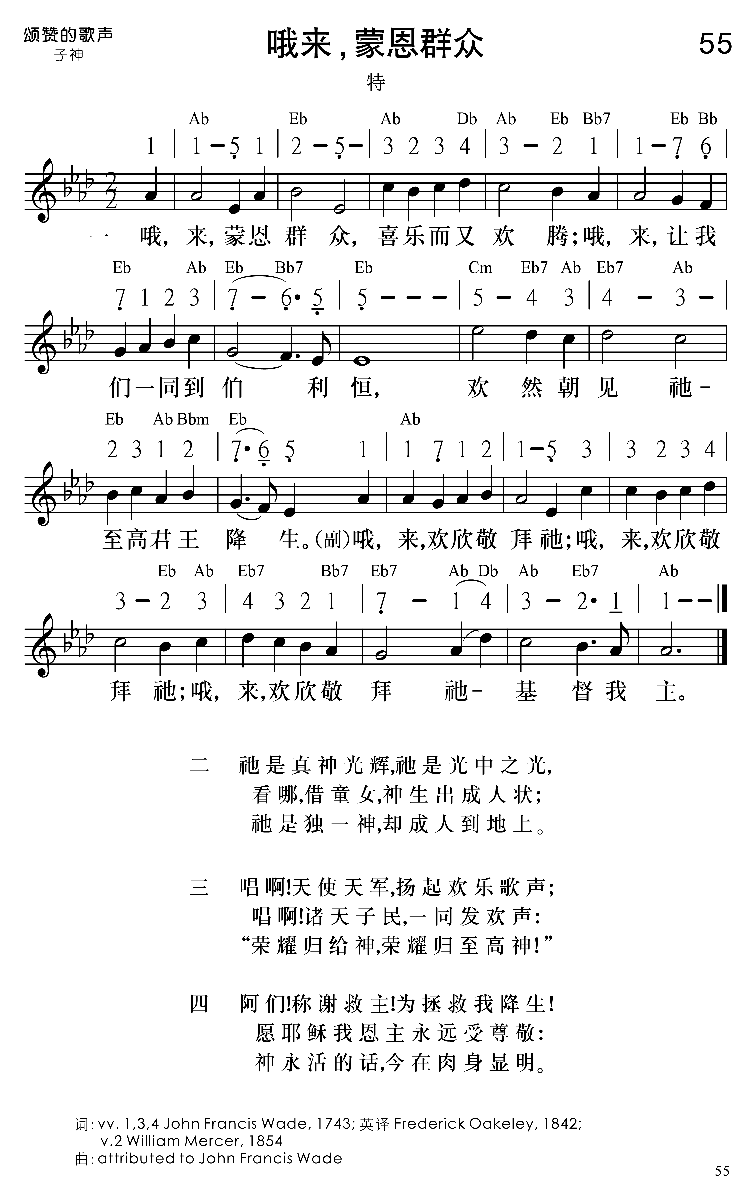 颂赞的歌声
子神
哦来,蒙恩群众
55
特
Ab Eb Ab Db Ab Eb Bb7 Eb Bb
1 | 1 - 5 1 | 2 - 5 - | 3 2 3 4 | 3 - 2 1 | 1 - 7 6
一 哦, 来,蒙恩 群 众, 喜乐而又 欢 腾;哦, 来,让我
Eb Ab Eb Bb7 Eb Cm Eb7 Ab Eb7 Ab
7 1 2 3 | 7 - 6· 5 | 5 - - - | 5 - 4 3 | 4 - 3 -
们一同到 伯 利 恒, 欢 然 朝 见 祂-
Eb Ab Bbm Eb Ab
2 3 1 2 | 7· 6 5 1 | 1 7 1 2 | 1 - 5 3 | 3 2 3 4
至高君王 降 生。(副)哦, 来,欢欣敬 拜祂;哦, 来,欢欣敬
Eb Ab Eb7 Bb7 Eb7 Ab Db Ab Eb7 Ab
3 - 2 3 | 4 3 2 1 | 7 - 1 4 | 3 - 2· 1 | 1 - -
拜 祂;哦, 来,欢欣敬 拜 祂- 基 督我 主。
二 祂是真神光辉,祂是光中之光,
看哪,借童女,神生出成人状;
祂是独一神,却成人到地上。
三 唱啊!天使天军,扬起欢乐歌声;
唱啊!诸天子民,一同发欢声:
“荣耀归给神,荣耀归至高神!”
四 阿们!称谢救主!为拯救我降生!
愿耶稣我恩主永远受尊敬:
神永活的话,今在肉身显明。
词: vv. 1,3,4 John Francis Wade, 1743; 英译 Frederick Oakeley, 1842;
v.2 William Mercer, 1854
曲: attributed to John Francis Wade
55